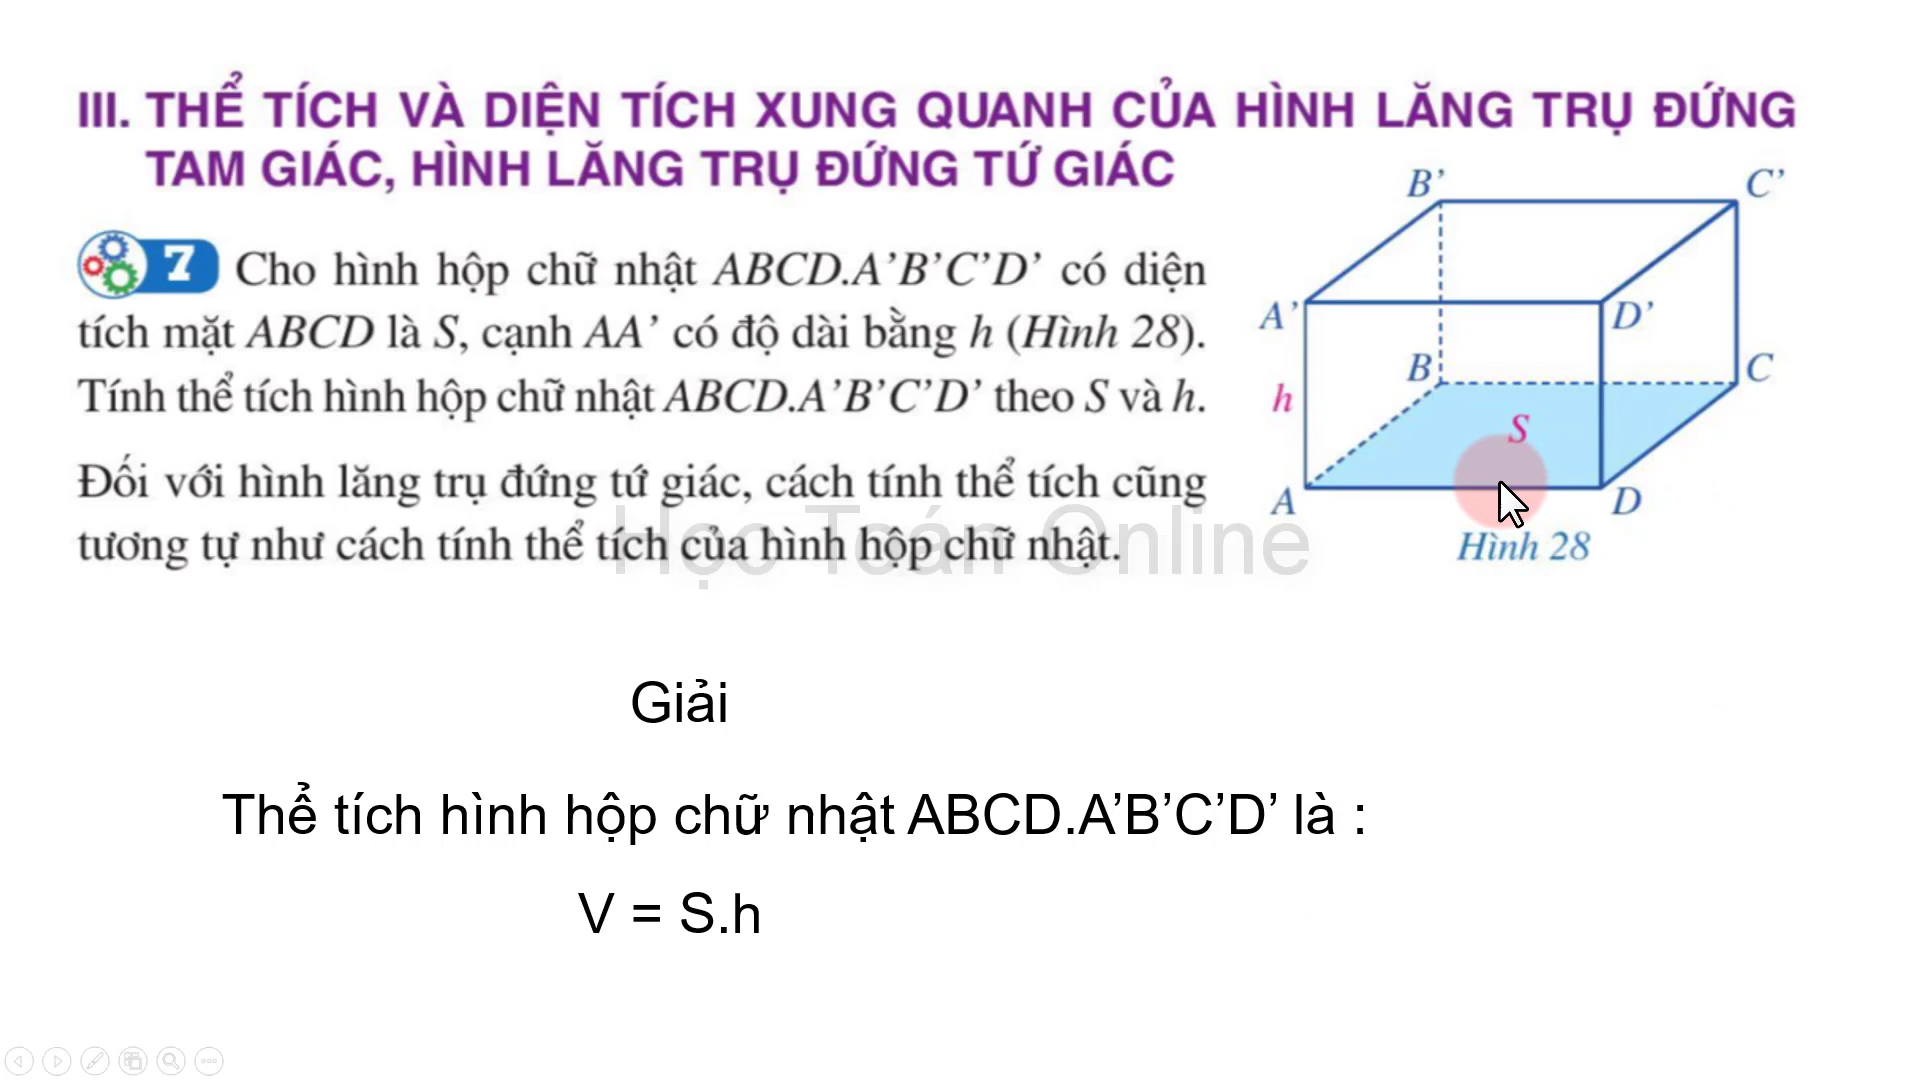 III. THỂ TÍCH VÀ DIỆN TÍCH XUNG QUANH CỦA HÌNH LĂNG TRỤ ĐỨNG
TAM GIÁC, HÌNH LĂNG TRỤ ĐỨNG TỨ GIÁC
7 Cho hình hộp chữ nhật ABCD.A’B’C’D’ có diện
tích mặt ABCD là S, cạnh AA’ có độ dài bằng h (Hình 28).
Tính thể tích hình hộp chữ nhật ABCD.A’B’C’D’ theo S và h.
Đối với hình lăng trụ đứng tứ giác, cách tính thể tích cũng
tương tự như cách tính thể tích của hình hộp chữ nhật.
Học Toán Online
B’
C’
A’
D’
B
C
h
S
A
D
Hình 28
Giải
Thể tích hình hộp chữ nhật ABCD.A’B’C’D’ là :
V = S.h